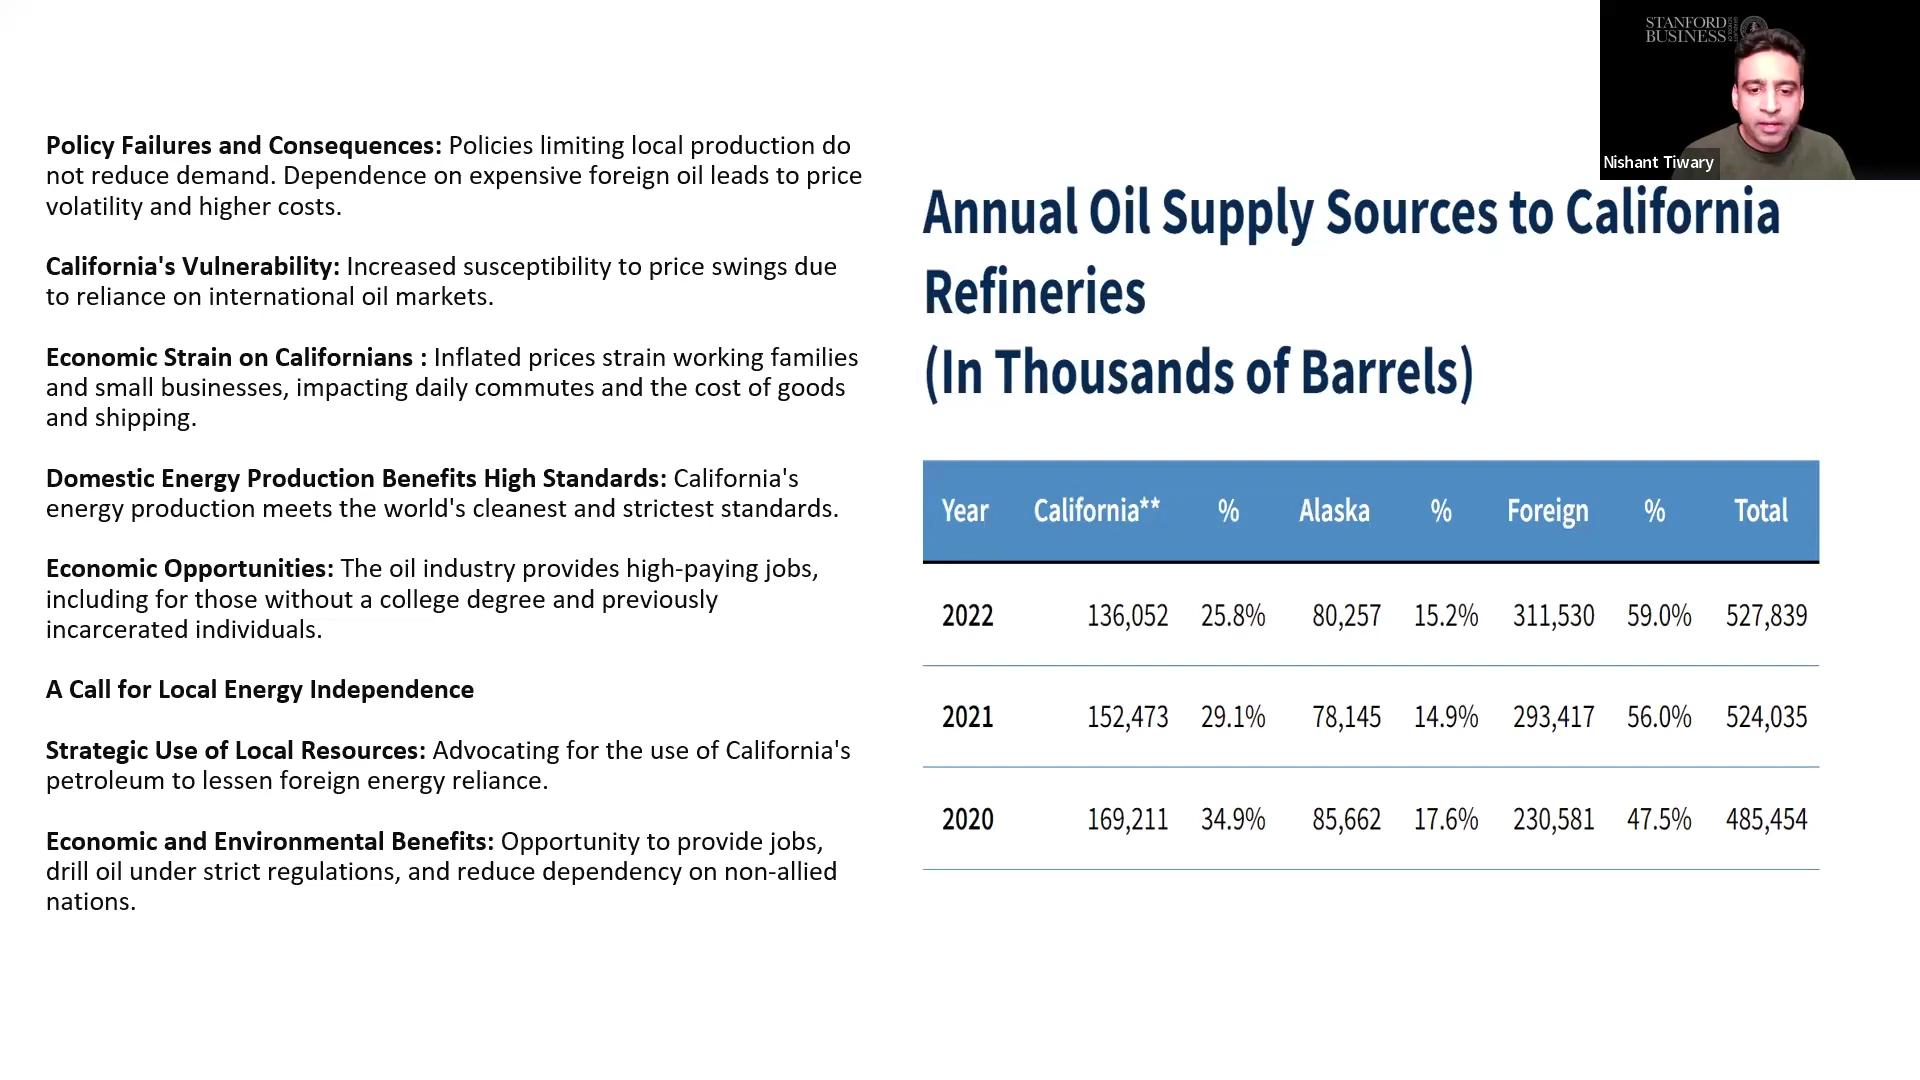 STANFORD
BUSINESS
Nishant Tiwary
Policy Failures and Consequences: Policies limiting local production do
not reduce demand. Dependence on expensive foreign oil leads to price
volatility and higher costs.
California's Vulnerability: Increased susceptibility to price swings due
to reliance on international oil markets.
Economic Strain on Californians : Inflated prices strain working families
and small businesses, impacting daily commutes and the cost of goods
and shipping.
Domestic Energy Production Benefits High Standards: California's
energy production meets the world's cleanest and strictest standards.
Economic Opportunities: The oil industry provides high-paying jobs,
including for those without a college degree and previously
incarcerated individuals.
A Call for Local Energy Independence
Strategic Use of Local Resources: Advocating for the use of California's
petroleum to lessen foreign energy reliance.
Economic and Environmental Benefits: Opportunity to provide jobs,
drill oil under strict regulations, and reduce dependency on non-allied
nations.
Annual Oil Supply Sources to California
Refineries
(In Thousands of Barrels)
Year California** % Alaska % Foreign % Total
2022 136,052 25.8% 80,257 15.2% 311,530 59.0% 527,839
2021 152,473 29.1% 78,145 14.9% 293,417 56.0% 524,035
2020 169,211 34.9% 85,662 17.6% 230,581 47.5% 485,454